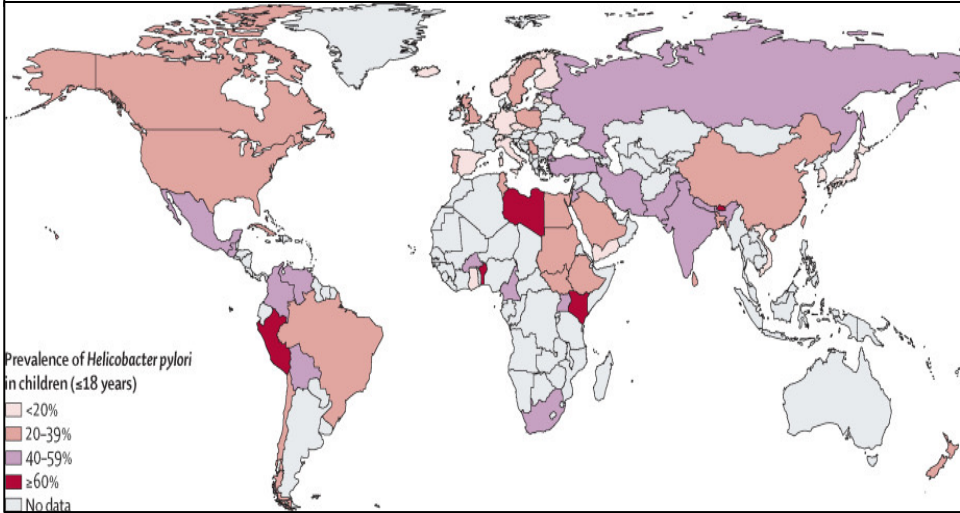 Prevalence of Helicobacter pylori
in children (≤18 years)
<20%
20–39%
40–59%
≥60%
No data